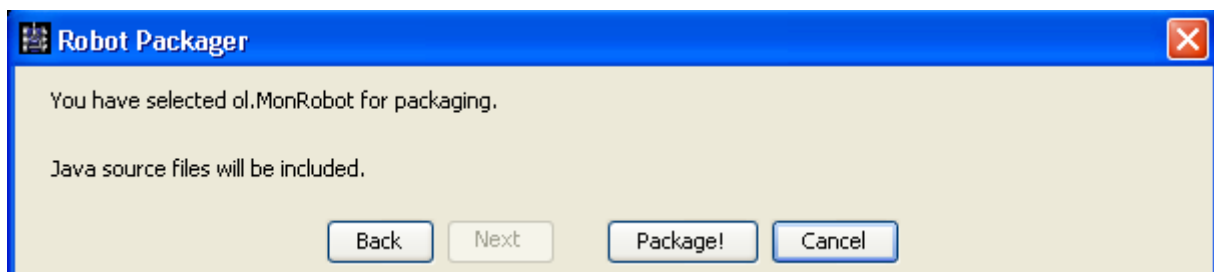 Robot Packager
You have selected ol.MonRobot for packaging.
Java source files will be included.
Back Next Package! Cancel